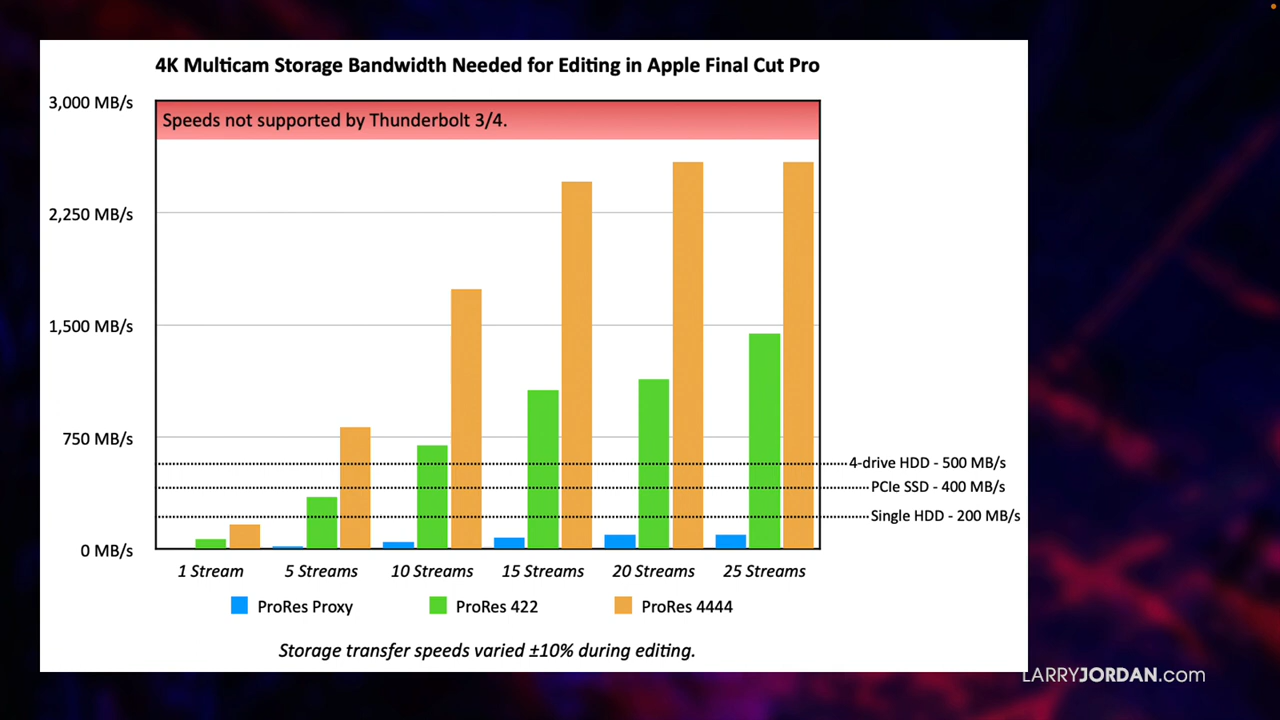 4K Multicam Storage Bandwidth Needed for Editing in Apple Final Cut Pro
3,000 MB/s
Speeds not supported by Thunderbolt 3/4.
2,250 MB/s
1,500 MB/s
750 MB/s
4-drive HDD - 500 MB/s
PCIe SSD - 400 MB/s
Single HDD - 200 MB/s
0 MB/s
1 Stream 5 Streams 10 Streams 15 Streams 20 Streams 25 Streams
ProRes Proxy ProRes 422 ProRes 4444
Storage transfer speeds varied ±10% during editing.
LARRYJORDAN.com